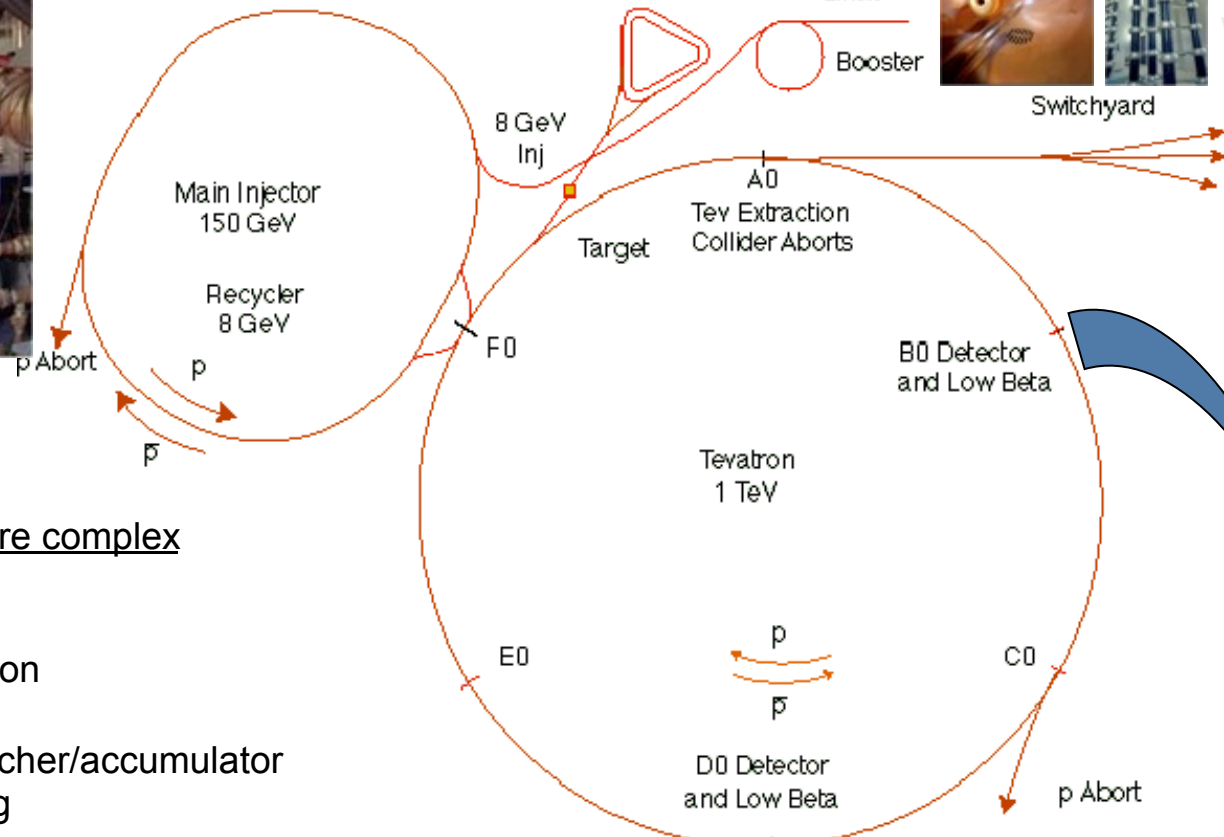 Booster
Switchyard
8 GeV
Inj
A0
Tev Extraction
Collider Aborts
Main Injector
150 GeV
Target
Recycler
8 GeV
F0
p Abort
p
B0 Detector
and Low Beta
p̅
Tevatron
1 TeV
re complex
p
E0
C0
on
p̅
cher/accumulator
D0 Detector
and Low Beta
p Abort
g